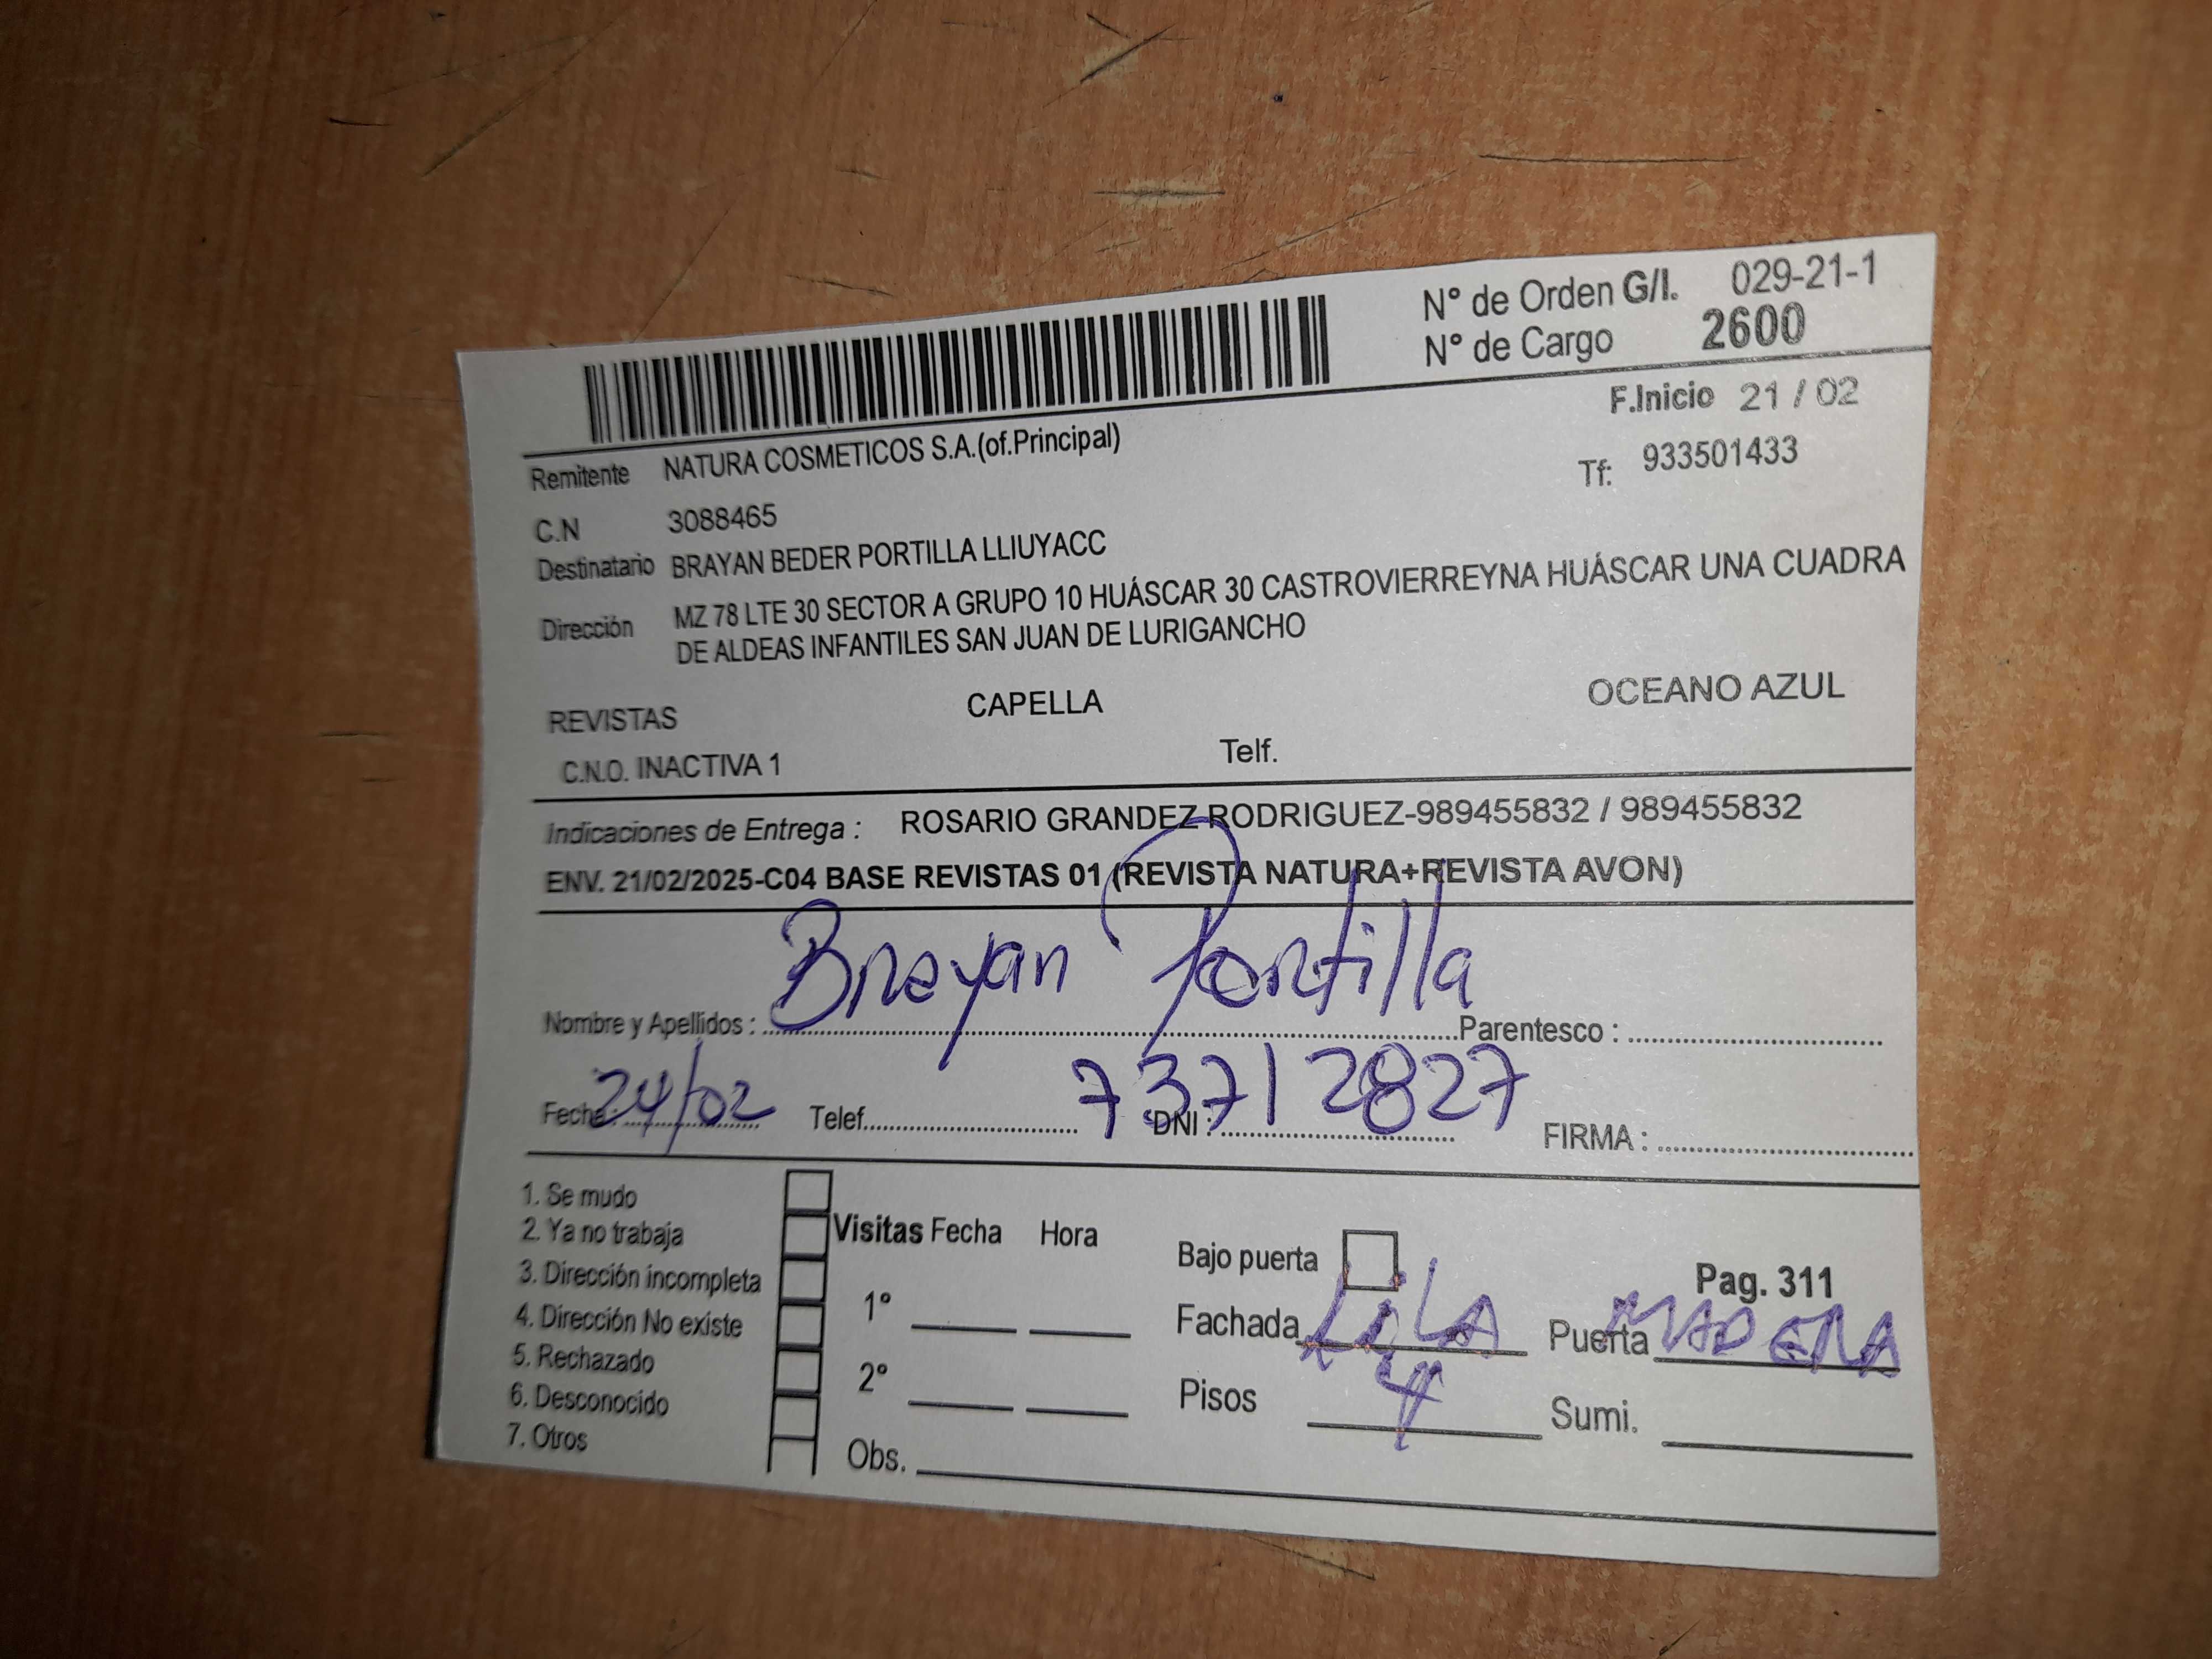 N° de Orden G/I. 029-21-1
N° de Cargo 2600
F.Inicio 21 / 02
Remitente NATURA COSMETICOS S.A.(of.Principal)
Tf: 933501433
C.N 3088465
Destinatario BRAYAN BEDER PORTILLA LLIUYACC
Dirección MZ 78 LTE 30 SECTOR A GRUPO 10 HUÁSCAR 30 CASTROVIERREYNA HUÁSCAR UNA CUADRA
DE ALDEAS INFANTILES SAN JUAN DE LURIGANCHO
REVISTAS CAPELLA OCEANO AZUL
C.N.O. INACTIVA 1 Telf.
Indicaciones de Entrega : ROSARIO GRANDEZ RODRIGUEZ-989455832 / 989455832
ENV. 21/02/2025-C04 BASE REVISTAS 01 (REVISTA NATURA+REVISTA AVON)
Nombre y Apellidos : Brayan Portilla Parentesco :
Fecha : 24/02 Telef. DNI : 73712827 FIRMA :
1. Se mudo
2. Ya no trabaja
3. Dirección incompleta
4. Dirección No existe
5. Rechazado
6. Desconocido
7. Otros
Visitas Fecha Hora
1°
2°
Obs.
Bajo puerta
Pag. 311
Fachada LILA Puerta MADERA
Pisos 4 Sumi.